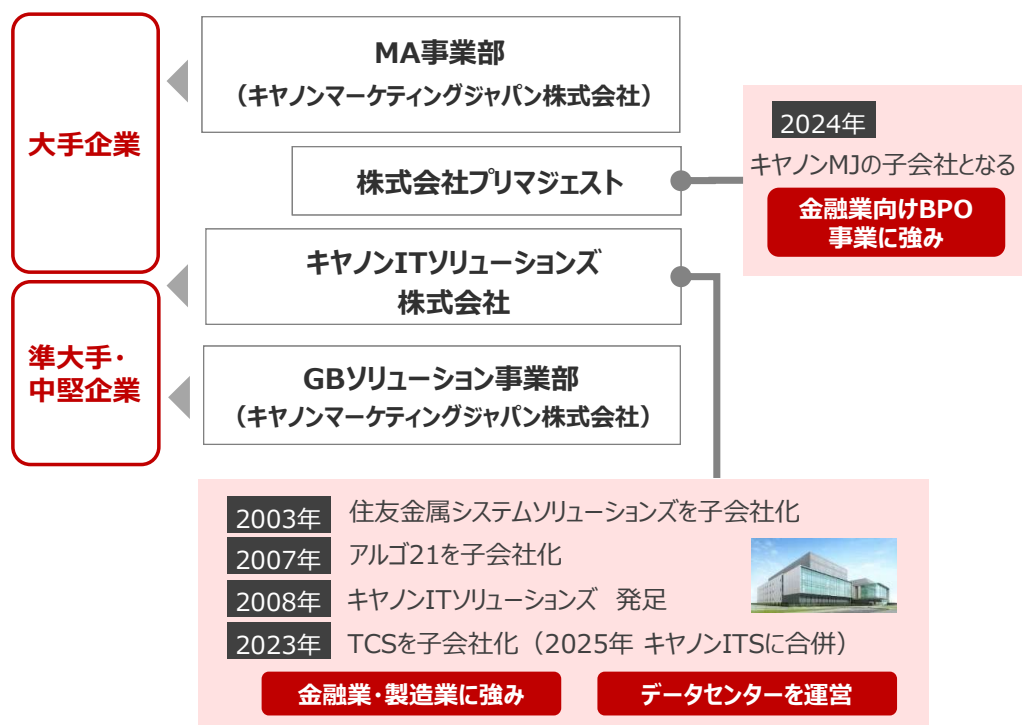 大手企業
準大手・
中堅企業
MA事業部
(キヤノンマーケティングジャパン株式会社)
株式会社プリマジェスト
キヤノンITソリューションズ
株式会社
GBソリューション事業部
(キヤノンマーケティングジャパン株式会社)
2024年
キヤノンMJの子会社となる
金融業向けBPO
事業に強み
2003年 住友金属システムソリューションズを子会社化
2007年 アルゴ21を子会社化
2008年 キヤノンITソリューションズ 発足
2023年 TCSを子会社化(2025年 キヤノンITSに合併)
金融業・製造業に強み
データセンターを運営